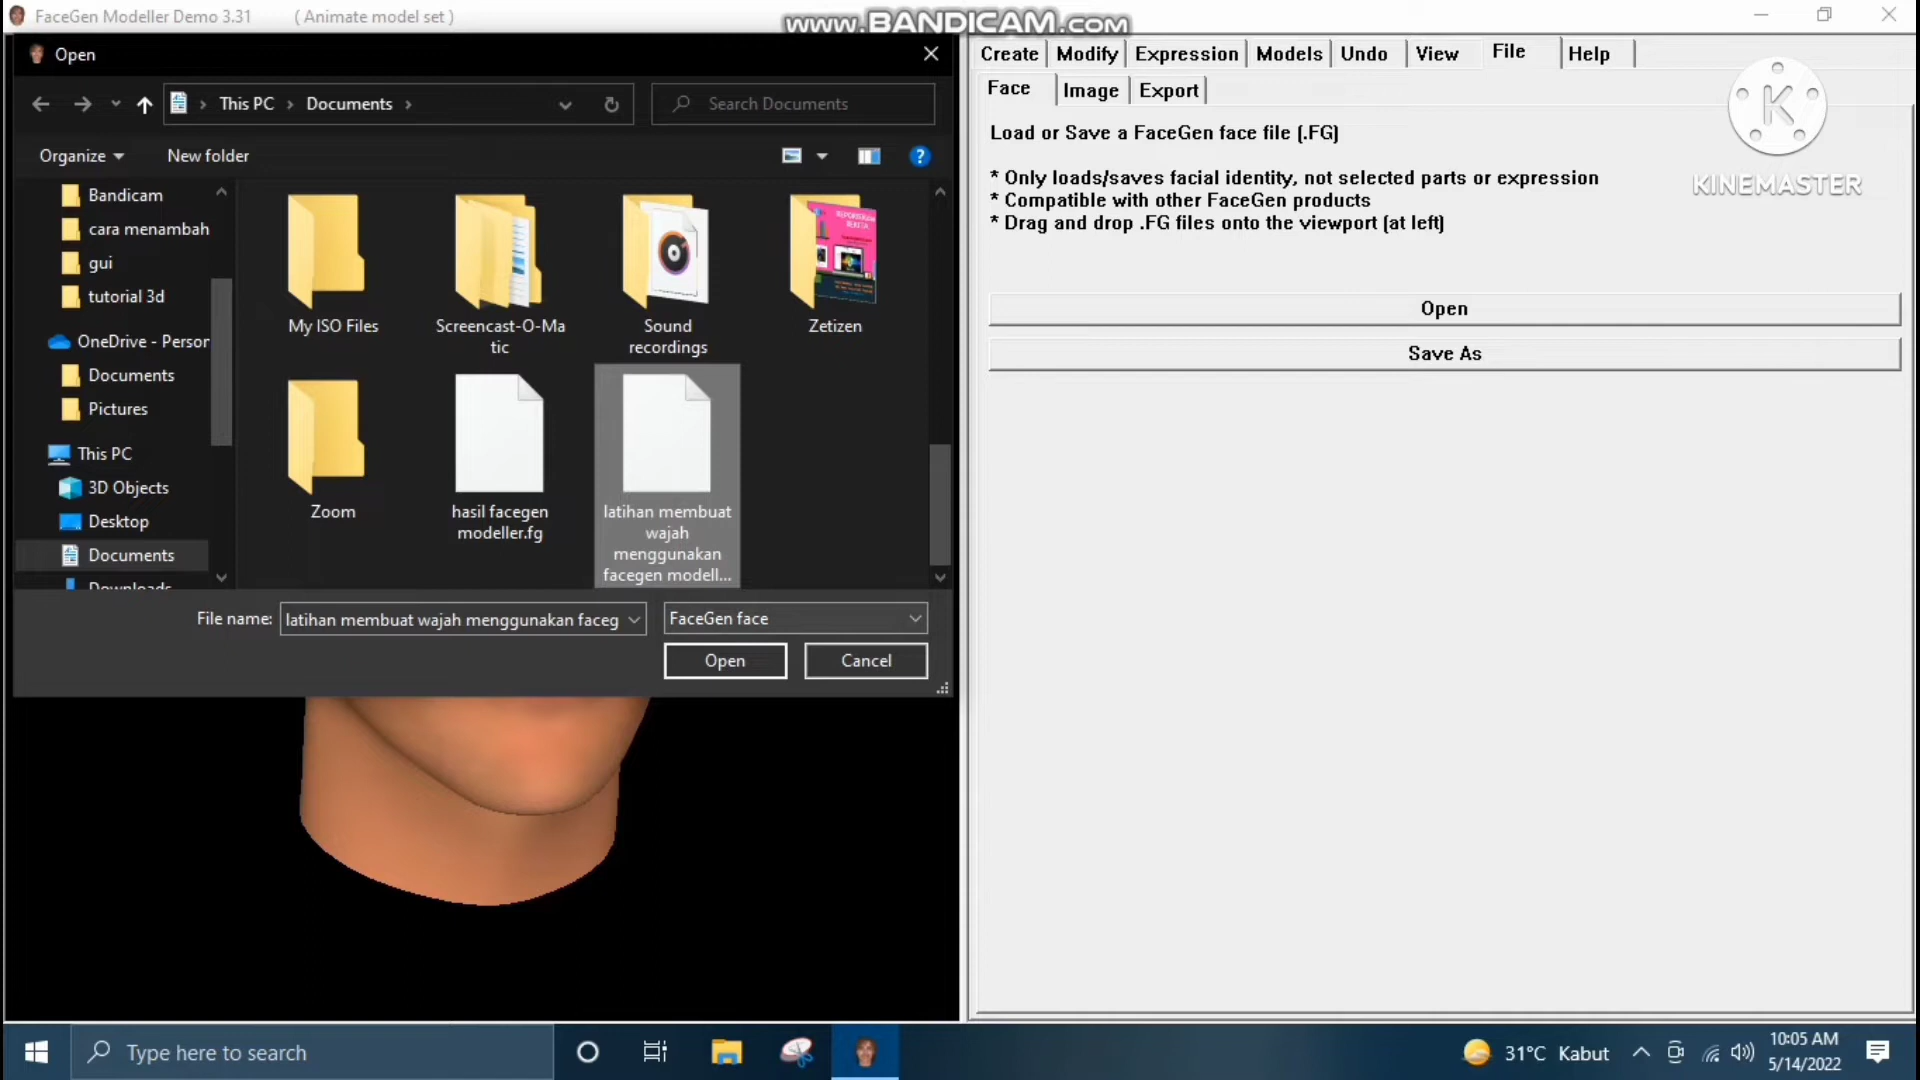 FaceGen Modeller Demo 3.31 ( Animate model set )
www.BANDICAM.com
Open
This PC > Documents >
Search Documents
Organize
New folder
Bandicam
cara menambah
gui
tutorial 3d
OneDrive - Person
Documents
Pictures
This PC
3D Objects
Desktop
Documents
Downloads
My ISO Files
Screencast-O-Ma
tic
Sound
recordings
Zetizen
Zoom
hasil facegen
modeller.fg
latihan membuat
wajah
menggunakan
facegen modell...
File name: latihan membuat wajah menggunakan faceg
FaceGen face
Open
Cancel
Create Modify Expression Models Undo View File Help
Face Image Export
KINEMASTER
Load or Save a FaceGen face file (.FG)
* Only loads/saves facial identity, not selected parts or expression
* Compatible with other FaceGen products
* Drag and drop .FG files onto the viewport (at left)
Open
Save As
Type here to search
31°C Kabut
10:05 AM
5/14/2022